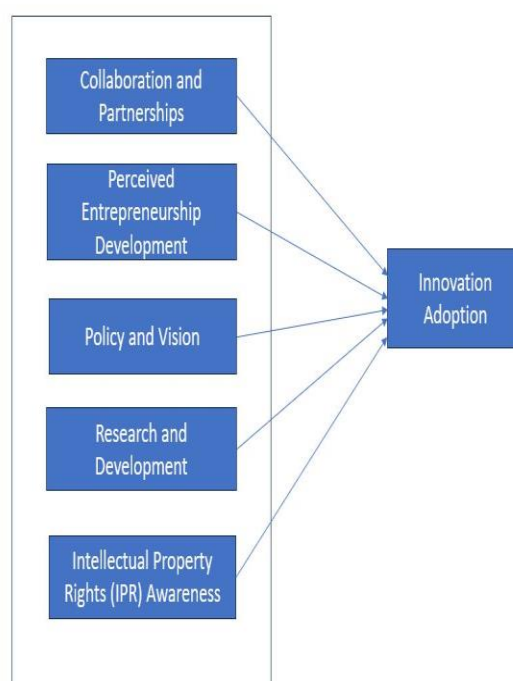 Collaboration and
Partnerships
Perceived
Entrepreneurship
Development
Policy and Vision
Research and
Development
Intellectual Property
Rights (IPR) Awareness
Innovation
Adoption